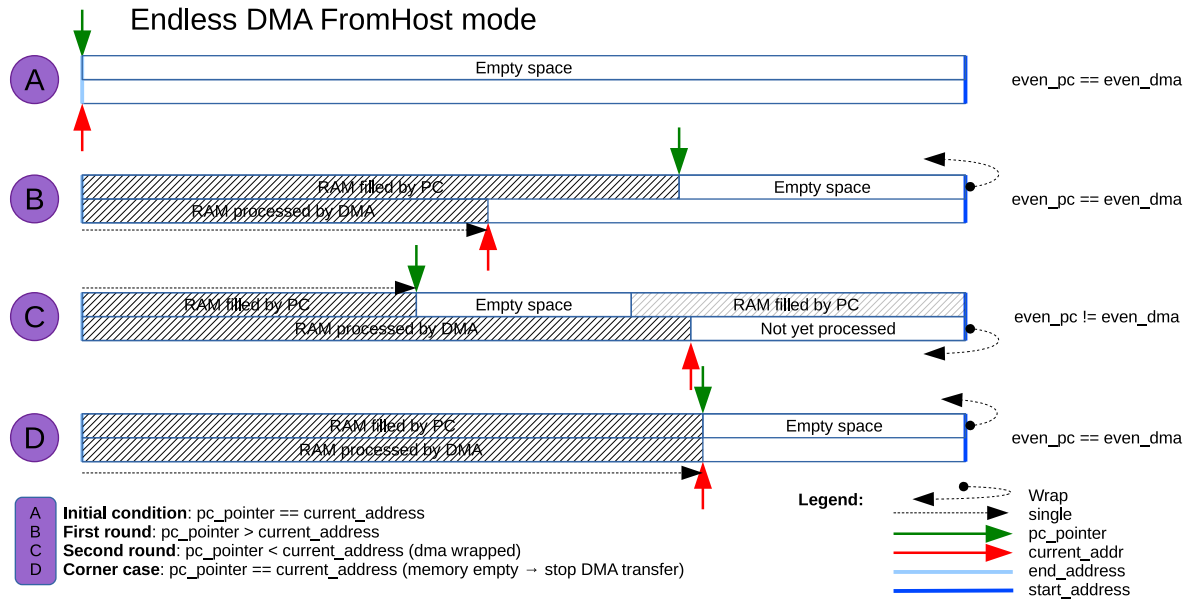 Endless DMA FromHost mode
A
Empty space
even_pc == even_dma
B
RAM filled by PC
Empty space
RAM processed by DMA
even_pc == even_dma
C
RAM filled by PC
Empty space
RAM filled by PC
RAM processed by DMA
Not yet processed
even_pc != even_dma
D
RAM filled by PC
Empty space
RAM processed by DMA
even_pc == even_dma
A Initial condition: pc_pointer == current_address
B First round: pc_pointer > current_address
C Second round: pc_pointer < current_address (dma wrapped)
D Corner case: pc_pointer == current_address (memory empty → stop DMA transfer)
Legend:
Wrap
single
pc_pointer
current_addr
end_address
start_address